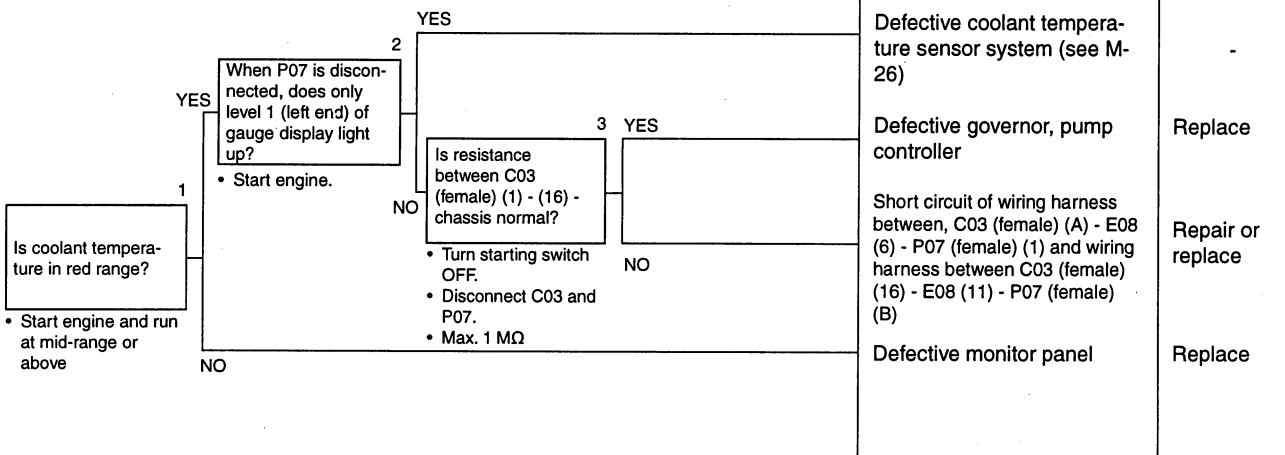 YES
2
When P07 is discon-
nected, does only
level 1 (left end) of
gauge display light
up?
• Start engine.
YES
1
Is coolant tempera-
ture in red range?
• Start engine and run
at mid-range or
above
NO
NO
3
YES
Is resistance
between C03
(female) (1) - (16) -
chassis normal?
• Turn starting switch
OFF.
• Disconnect C03 and
P07.
• Max. 1 MΩ
NO
Defective coolant tempera-
ture sensor system (see M-
26)
-
Defective governor, pump
controller
Replace
Short circuit of wiring harness
between, C03 (female) (A) - E08
(6) - P07 (female) (1) and wiring
harness between C03 (female)
(16) - E08 (11) - P07 (female)
(B)
Repair or
replace
Defective monitor panel
Replace